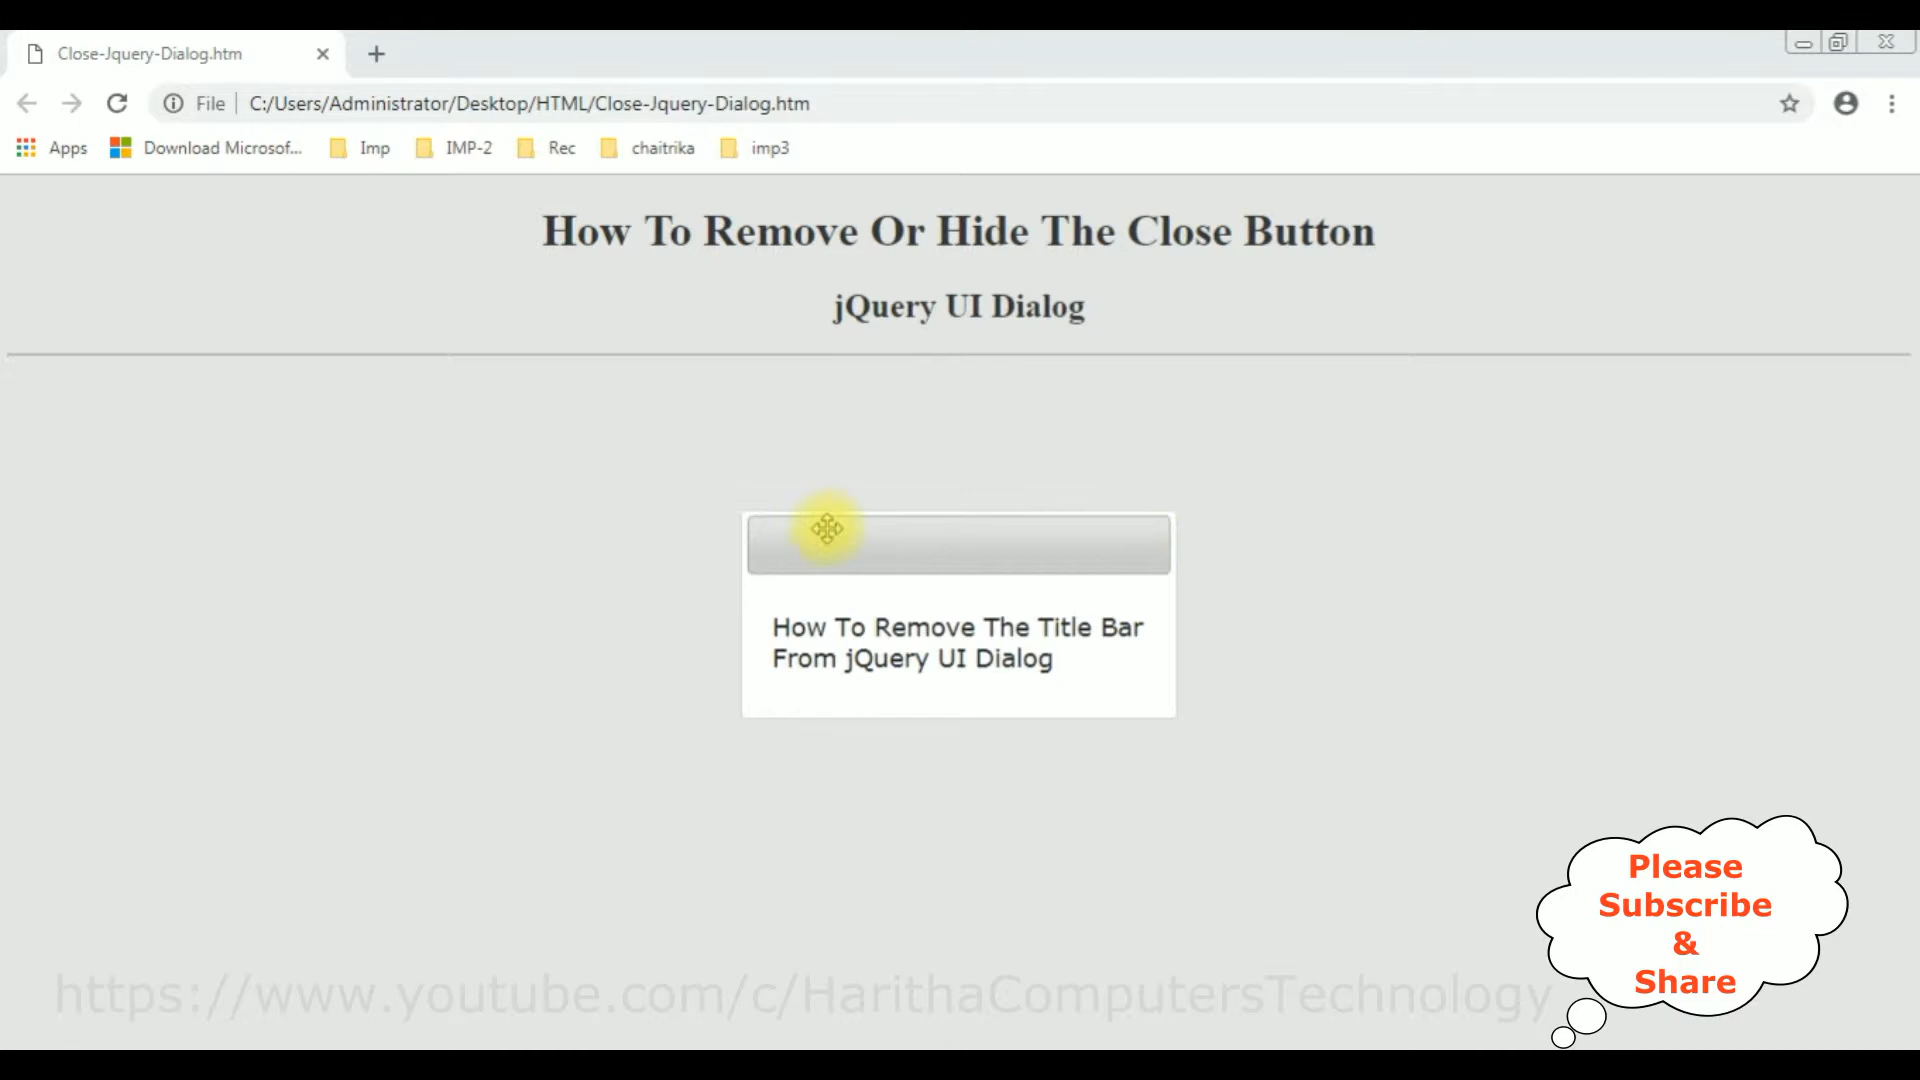 Close-Jquery-Dialog.htm
File
C:/Users/Administrator/Desktop/HTML/Close-Jquery-Dialog.htm
Apps
Download Microsof...
Imp
IMP-2
Rec
chaitrika
imp3
How To Remove Or Hide The Close Button
jQuery UI Dialog
How To Remove The Title Bar
From jQuery UI Dialog
Please
Subscribe
&
Share
https://www.youtube.com/c/HarithaComputersTechnology